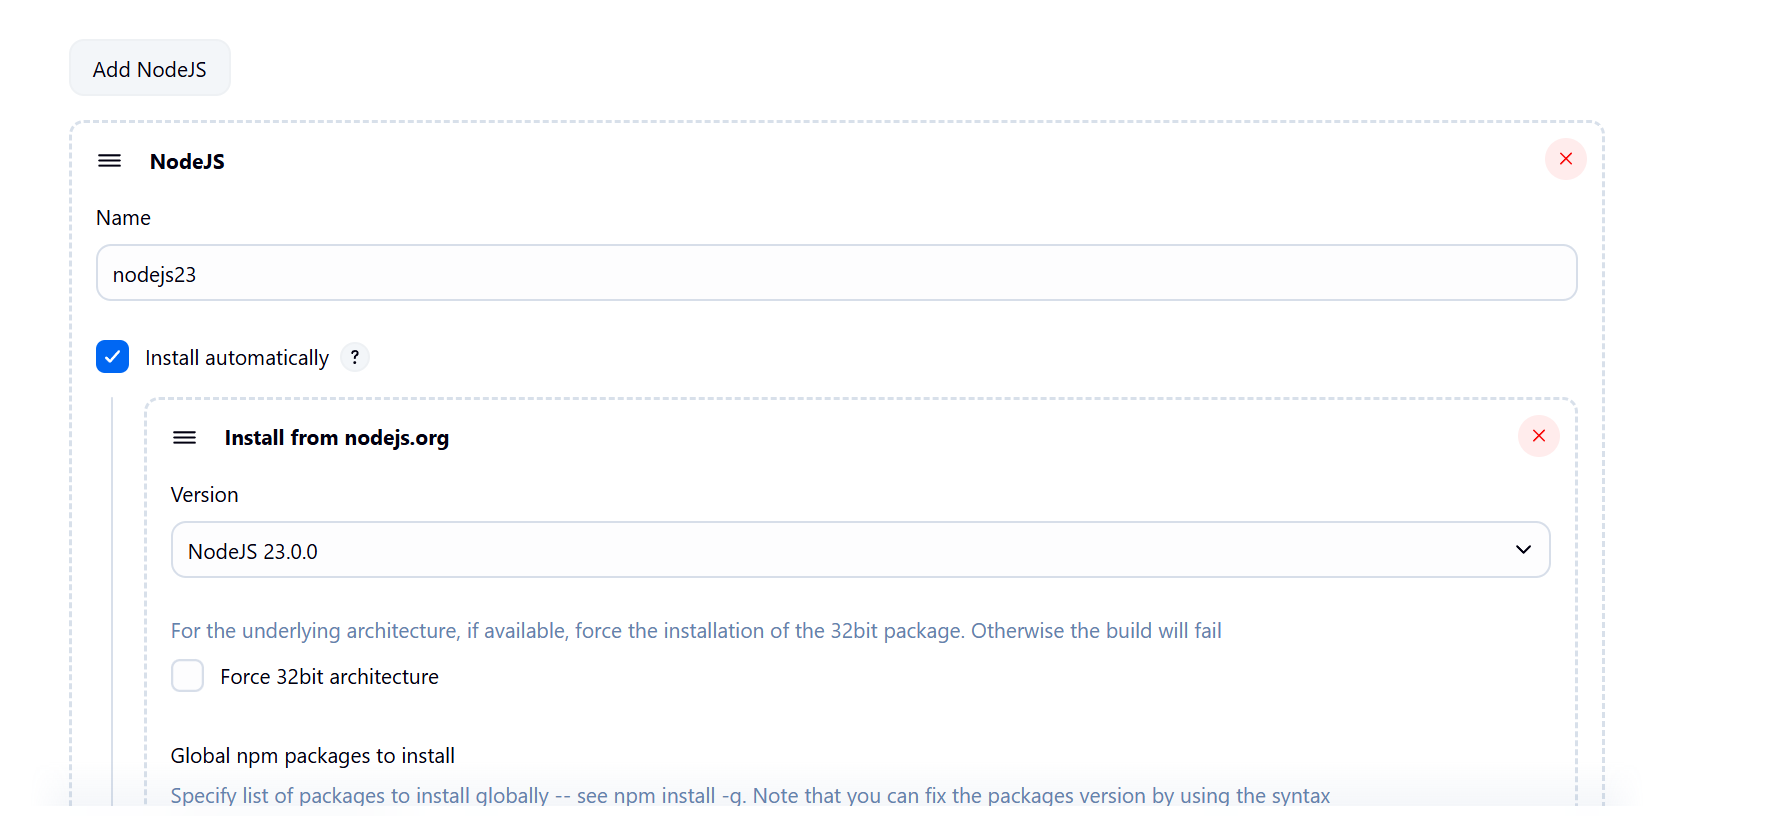 Add NodeJS
NodeJS
Name
nodejs23
Install automatically ?
Install from nodejs.org
Version
NodeJS 23.0.0
For the underlying architecture, if available, force the installation of the 32bit package. Otherwise the build will fail
Force 32bit architecture
Global npm packages to install
Specify list of packages to install globally -- see npm install -g. Note that you can fix the packages version by using the syntax